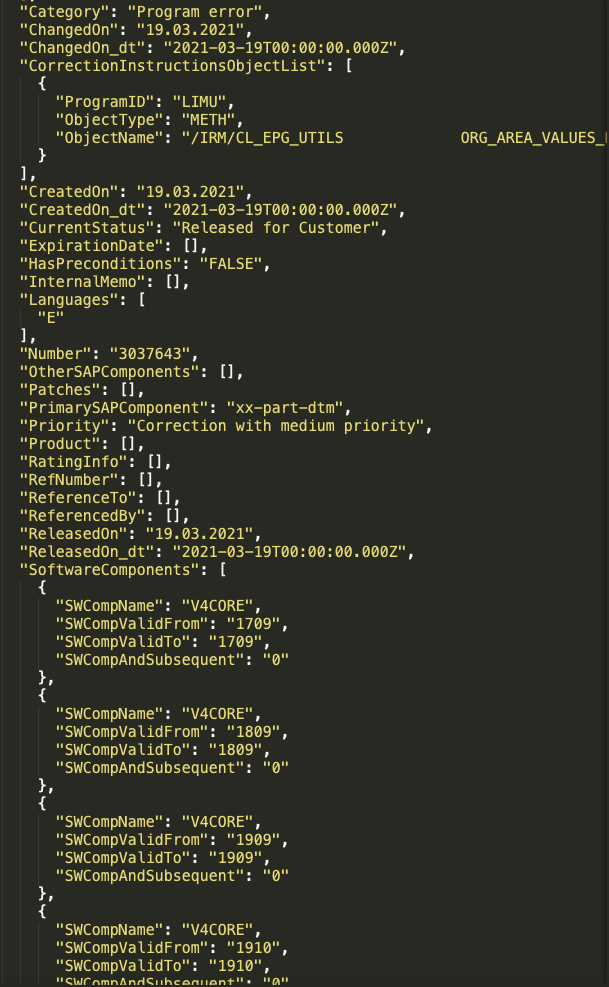 "Category": "Program error",
"ChangedOn": "19.03.2021",
"ChangedOn_dt": "2021-03-19T00:00:00.000Z",
"CorrectionInstructionsObjectList": [
{
"ProgramID": "LIMU",
"ObjectType": "METH",
"ObjectName": "/IRM/CL_EPG_UTILS ORG_AREA_VALUES_
}
],
"CreatedOn": "19.03.2021",
"CreatedOn_dt": "2021-03-19T00:00:00.000Z",
"CurrentStatus": "Released for Customer",
"ExpirationDate": [],
"HasPreconditions": "FALSE",
"InternalMemo": [],
"Languages": [
"E"
],
"Number": "3037643",
"OtherSAPComponents": [],
"Patches": [],
"PrimarySAPComponent": "xx-part-dtm",
"Priority": "Correction with medium priority",
"Product": [],
"RatingInfo": [],
"RefNumber": [],
"ReferenceTo": [],
"ReferencedBy": [],
"ReleasedOn": "19.03.2021",
"ReleasedOn_dt": "2021-03-19T00:00:00.000Z",
"SoftwareComponents": [
{
"SWCompName": "V4CORE",
"SWCompValidFrom": "1709",
"SWCompValidTo": "1709",
"SWCompAndSubsequent": "0"
},
{
"SWCompName": "V4CORE",
"SWCompValidFrom": "1809",
"SWCompValidTo": "1809",
"SWCompAndSubsequent": "0"
},
{
"SWCompName": "V4CORE",
"SWCompValidFrom": "1909",
"SWCompValidTo": "1909",
"SWCompAndSubsequent": "0"
},
{
"SWCompName": "V4CORE",
"SWCompValidFrom": "1910",
"SWCompValidTo": "1910",
"SWCompAndSubsequent": "0"